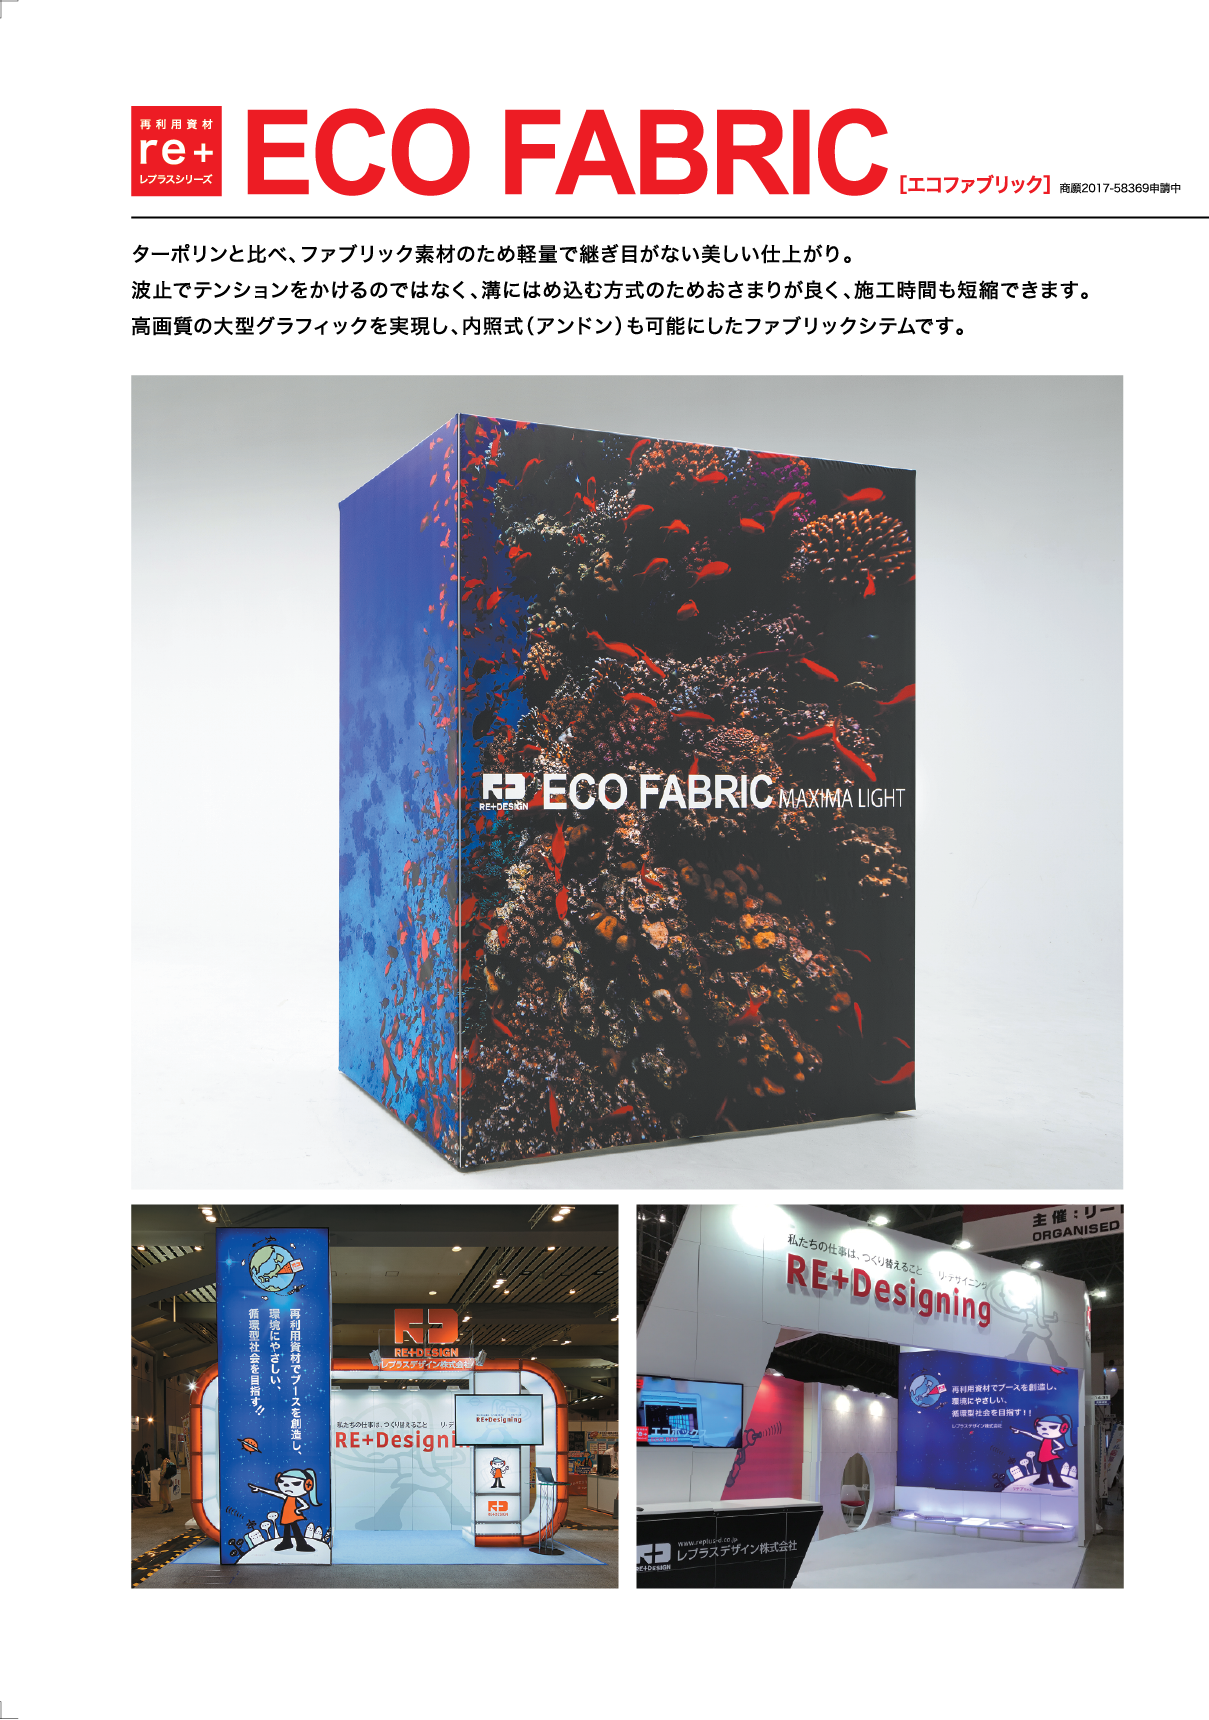 再利用資材
re+
レプラスシリーズ
ECO FABRIC
[エコファブリック] 商願2017-58369申請中
ターポリンと比べ、ファブリック素材のため軽量で継ぎ目がない美しい仕上がり。
波止でテンションをかけるのではなく、溝にはめ込む方式のためおさまりが良く、施工時間も短縮できます。
高画質の大型グラフィックを実現し、内照式（アンドン）も可能にしたファブリックシテムです。
RE+DESIGN
ECO FABRIC MAXIMA LIGHT
再利用資材でブースを創造し、
環境にやさしい、
循環型社会を目指す!!
RE+DESIGN
レプラスデザイン株式会社
私たちの仕事は、つくり替えること リ・デ
RE+Designi
RE+Designing
RE+DESIGN
主催：リー
ORGANISED
私たちの仕事は、つくり替えること リ・デザイニング
RE+Designing
再利用資材でブースを創造し、
環境にやさしい、
循環型社会を目指す!!
レプラスデザイン株式会社
エコボックス
www.replus-d.co.jp
レプラスデザイン株式会社
RE+DESIGN